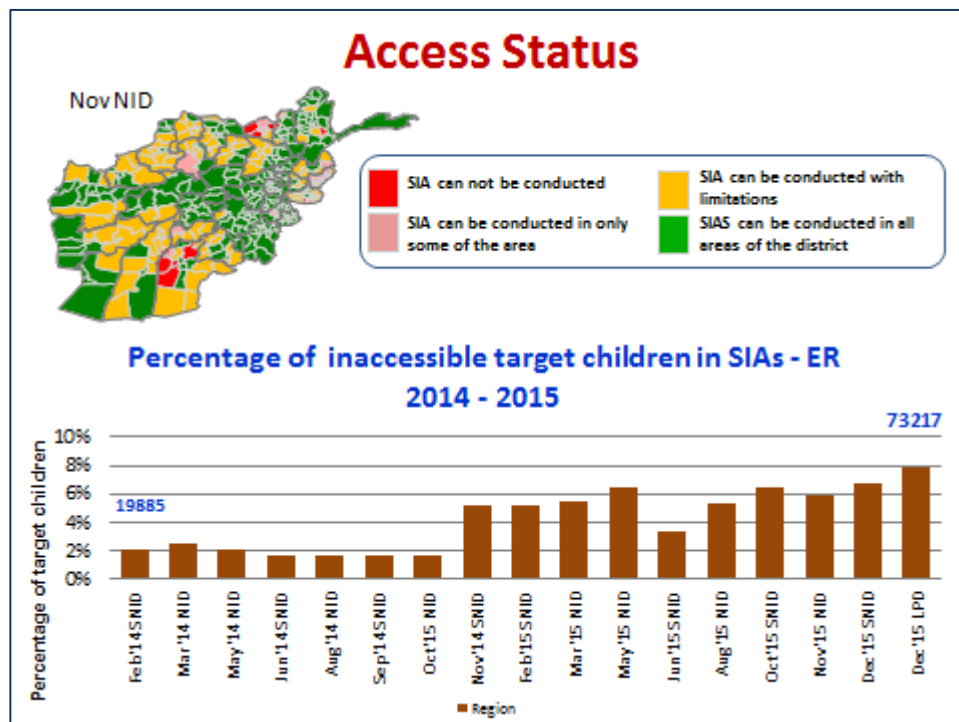 Access Status
Nov NID
SIA can not be conducted
SIA can be conducted in only
some of the area
SIA can be conducted with
limitations
SIAS can be conducted in all
areas of the district
Percentage of inaccessible target children in SIAs - ER
2014 - 2015
73217
19885
Percentage of target children
10%
8%
6%
4%
2%
0%
Feb'14 SNID
Mar '14 NID
May '14 NID
Jun'14 SNID
Aug'14 NID
Sep'14 NID
Oct'15 NID
Nov'14 SNID
Feb'15 SNID
Mar '15 NID
May '15 NID
Jun'15 SNID
Aug'15 NID
Oct'15 SNID
Nov'15 NID
Dec'15 SNID
Dec'15 LPD
Region